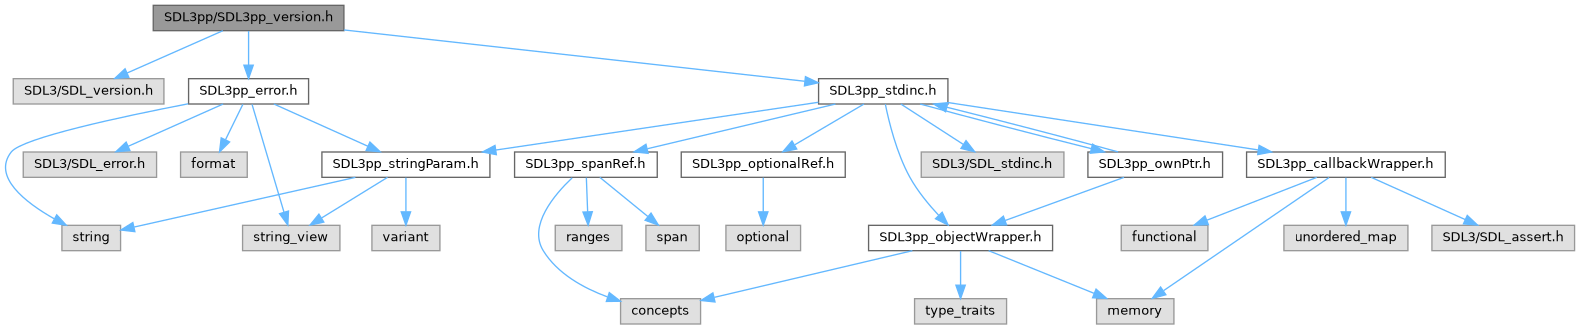 SDL3pp/SDL3pp_version.h
SDL3/SDL_version.h
SDL3pp_error.h
SDL3pp_stdinc.h
SDL3/SDL_error.h
format
SDL3pp_stringParam.h
SDL3pp_spanRef.h
SDL3pp_optionalRef.h
SDL3/SDL_stdinc.h
SDL3pp_ownPtr.h
SDL3pp_callbackWrapper.h
string
string_view
variant
ranges
span
optional
SDL3pp_objectWrapper.h
functional
unordered_map
SDL3/SDL_assert.h
concepts
type_traits
memory